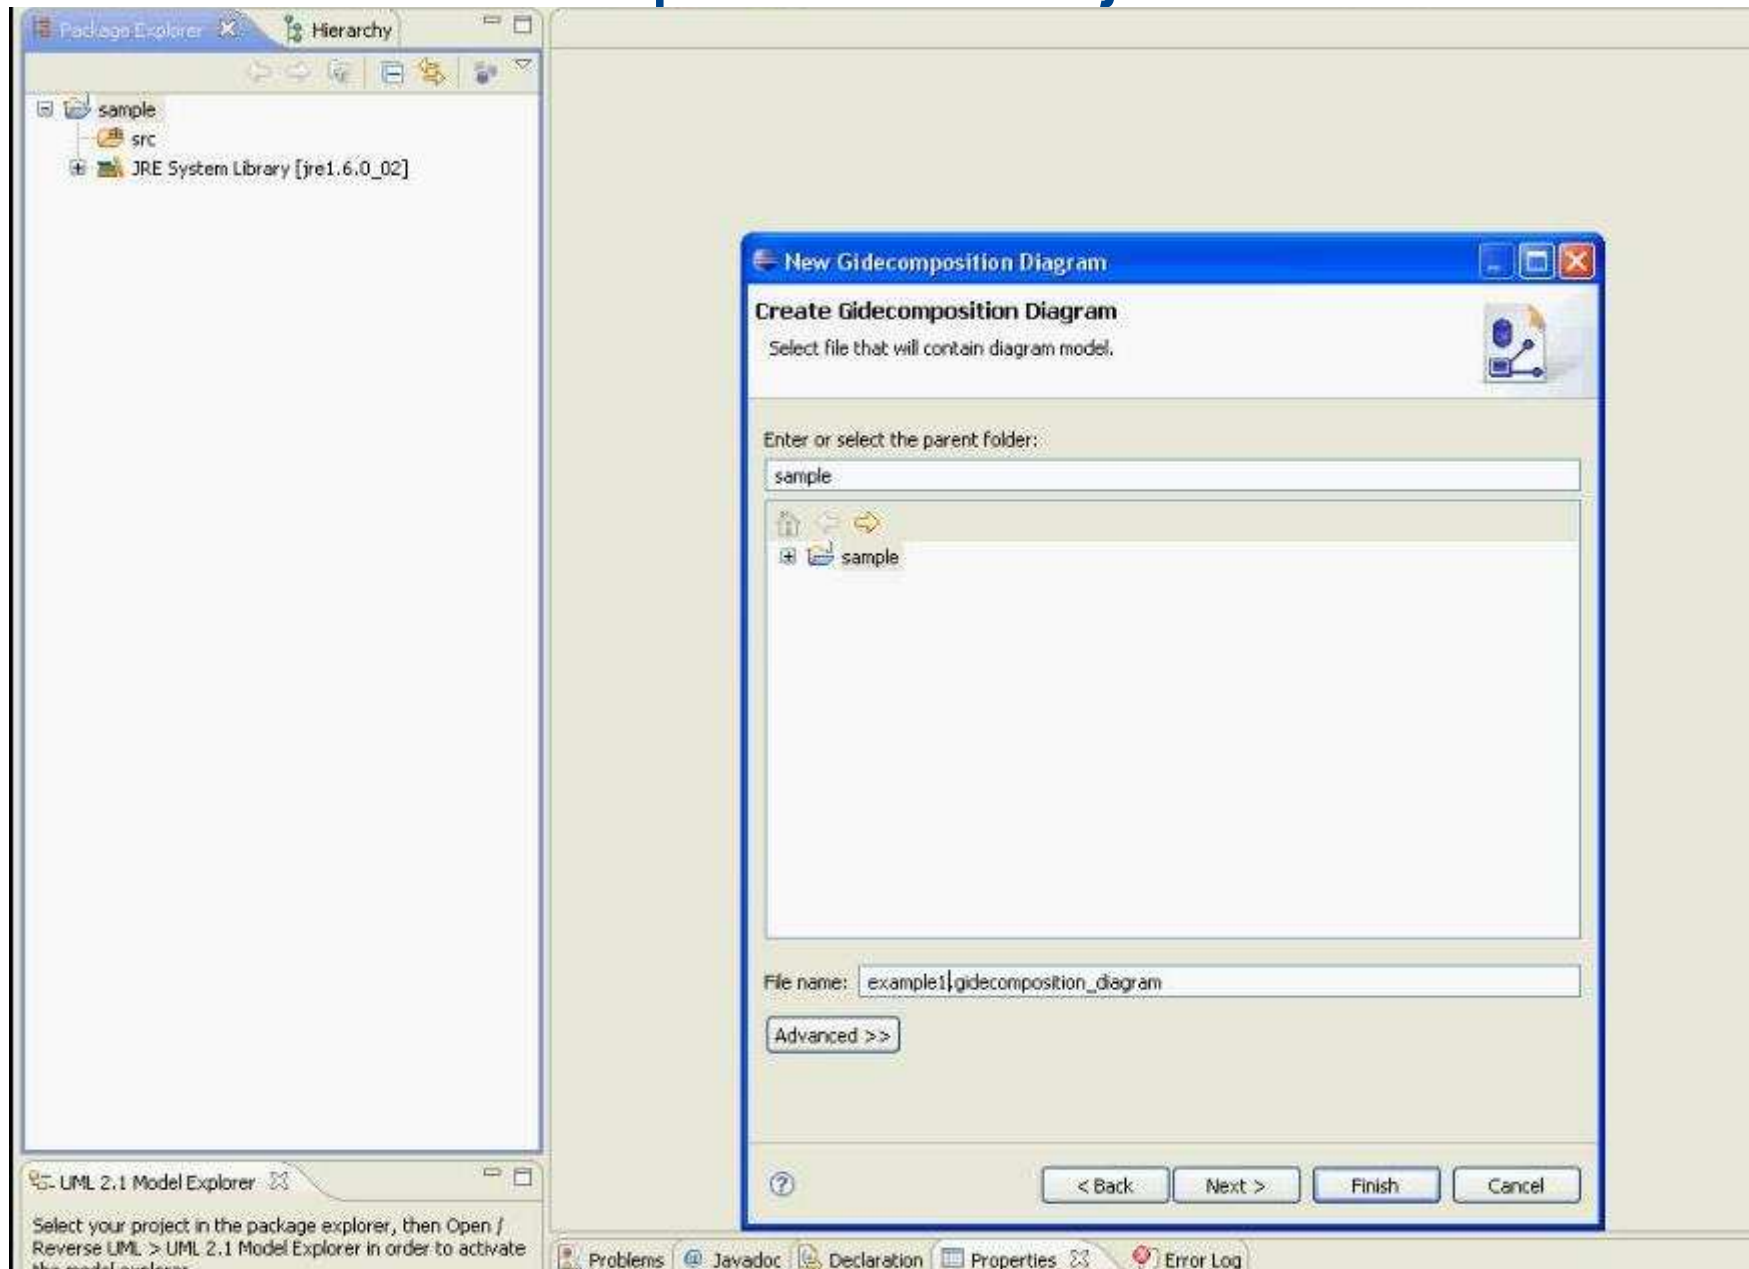 Package Explorer
Hierarchy
sample
src
JRE System Library [jre1.6.0_02]
New Gidecomposition Diagram
Create Gidecomposition Diagram
Select file that will contain diagram model.
Enter or select the parent folder:
sample
sample
File name: example1.gidecomposition_diagram
Advanced >>
< Back Next > Finish Cancel
UML 2.1 Model Explorer
Select your project in the package explorer, then Open /
Reverse UML > UML 2.1 Model Explorer in order to activate
the model explorer
Problems @ Javadoc Declaration Properties Error Log